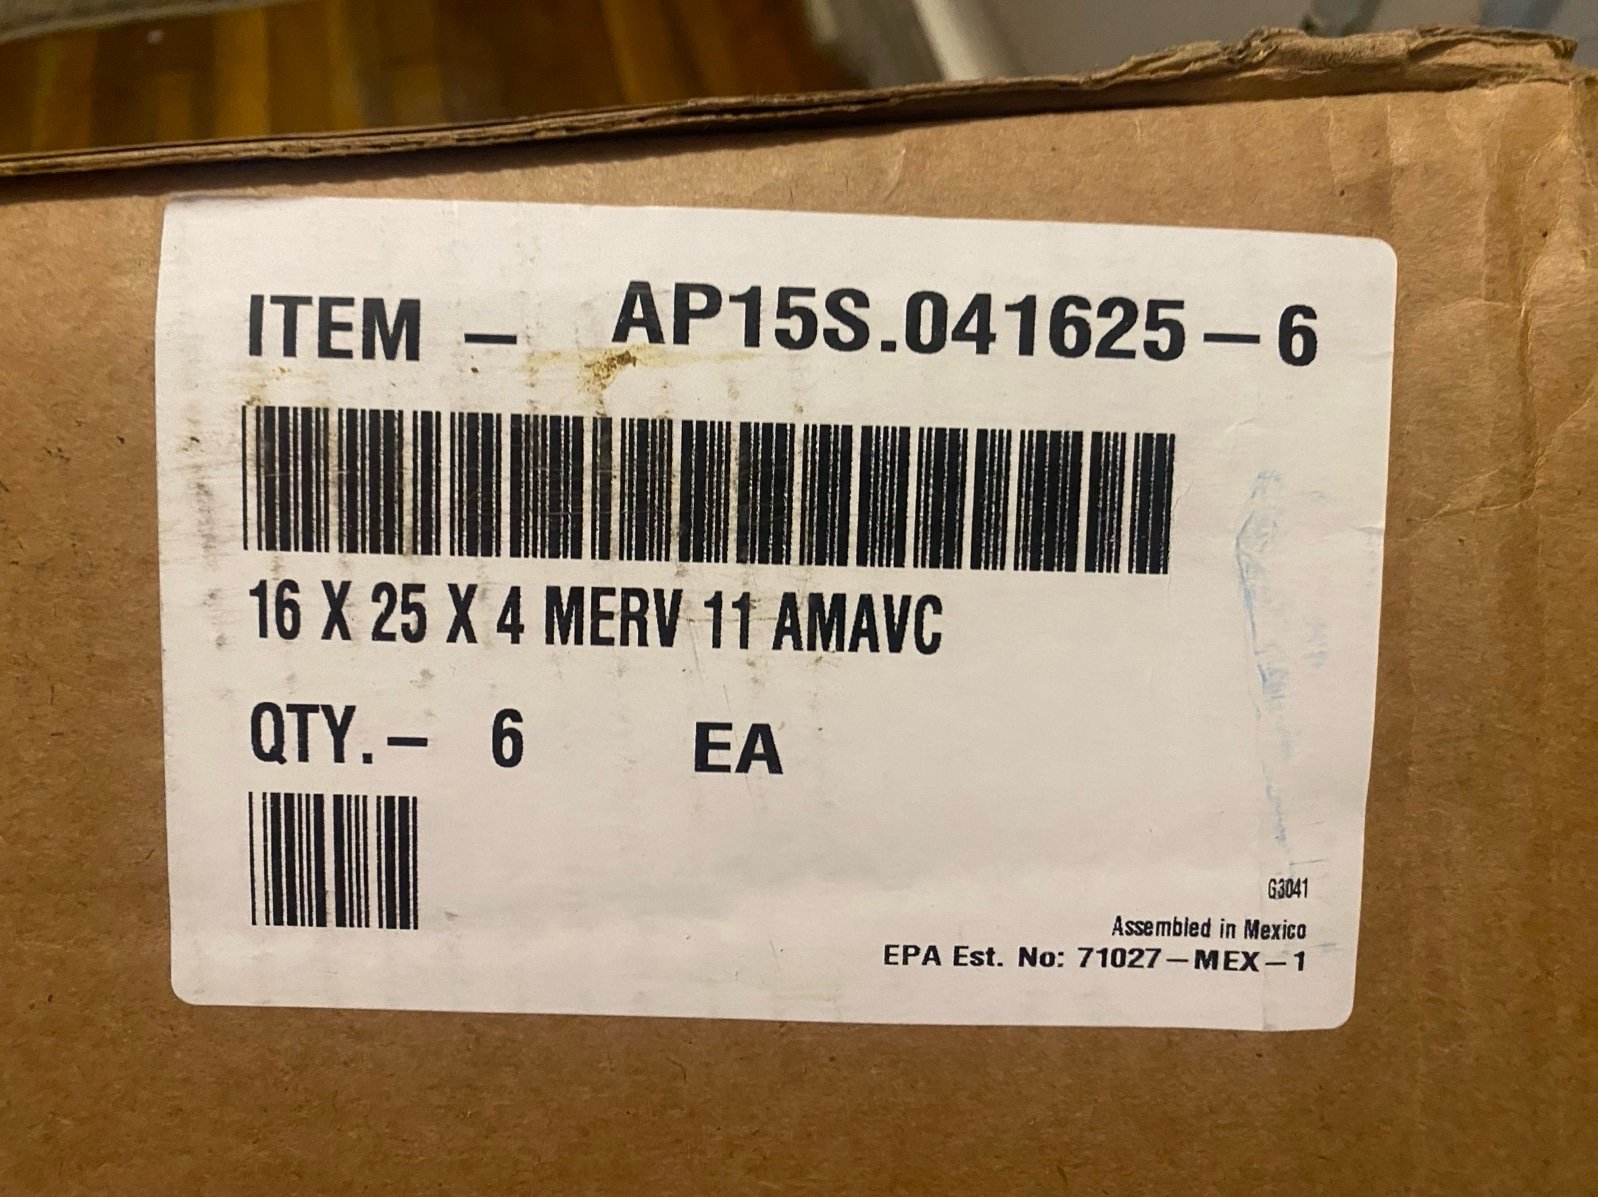 ITEM – AP15S.041625-6
16 X 25 X 4 MERV 11 AMAVC
QTY.- 6 EA
G3041
Assembled in Mexico
EPA Est. No: 71027-MEX-1